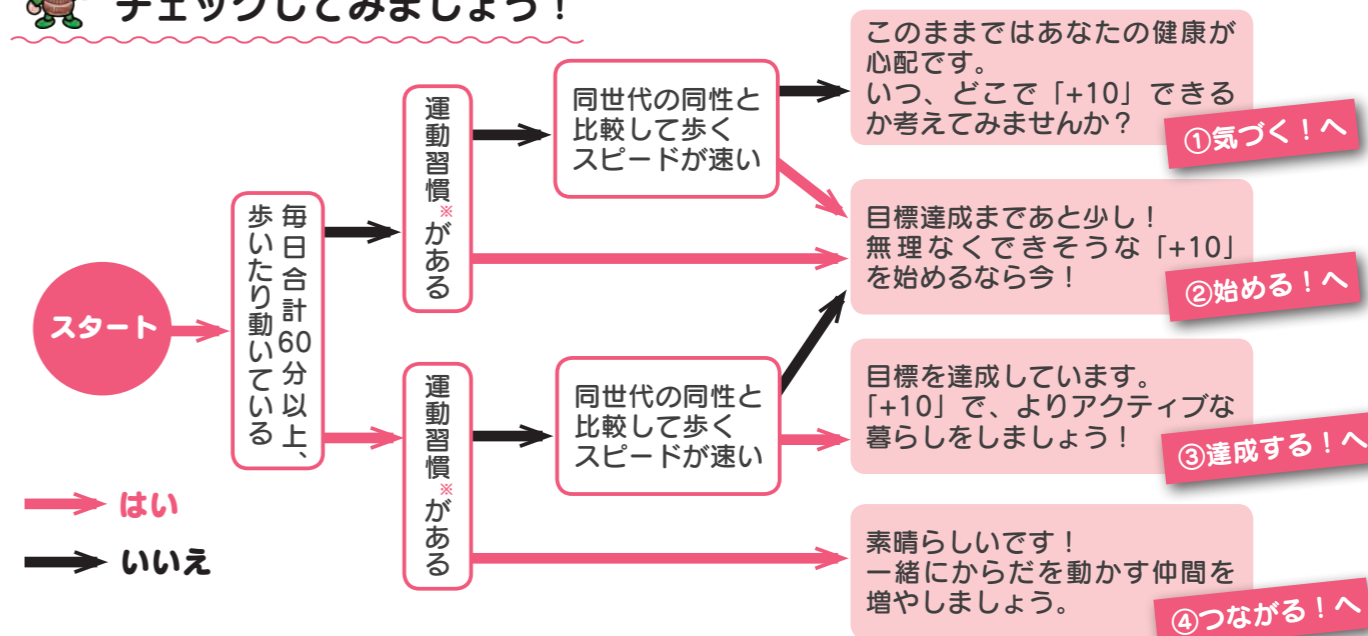 チェックしてみましょう！
スタート
毎日合計60分以上、
歩いたり動いている
運動習慣※がある
同世代の同性と
比較して歩く
スピードが速い
このままではあなたの健康が
心配です。
いつ、どこで「+10」できる
か考えてみませんか？
①気づく！へ
目標達成まであと少し！
無理なくできそうな「+10」
を始めるなら今！
②始める！へ
運動習慣※がある
同世代の同性と
比較して歩く
スピードが速い
目標を達成しています。
「+10」で、よりアクティブな
暮らしをしましょう！
③達成する！へ
素晴らしいです！
一緒にからだを動かす仲間を
増やしましょう。
④つながる！へ
はい
いいえ